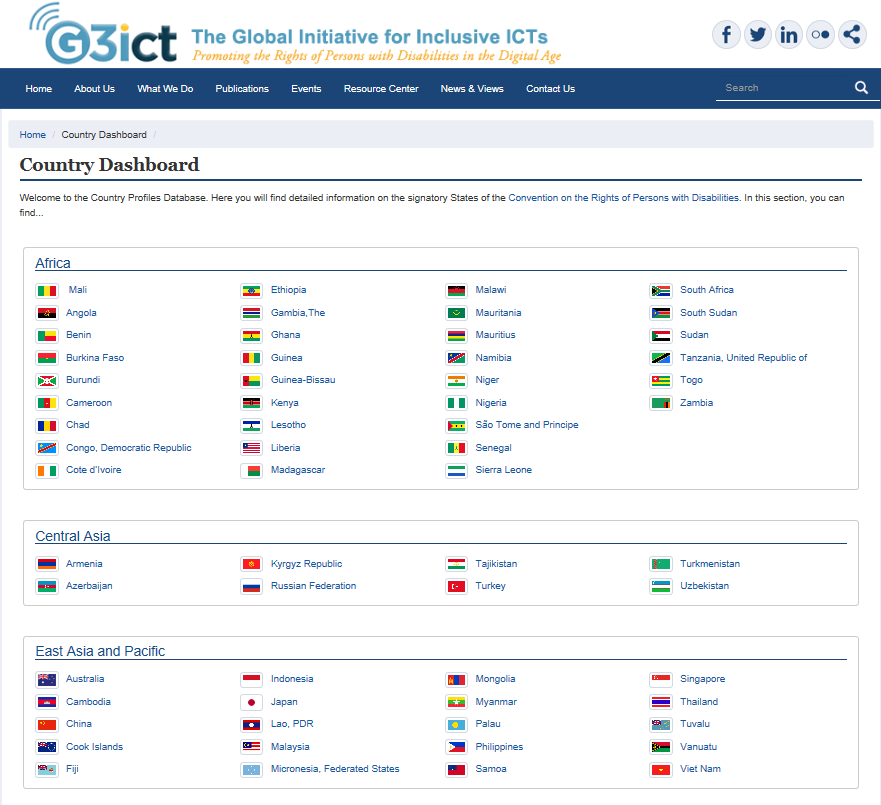 G3ict The Global Initiative for Inclusive ICTs
Promoting the Rights of Persons with Disabilities in the Digital Age
Home About Us What We Do Publications Events Resource Center News & Views Contact Us Search
Home / Country Dashboard /
Country Dashboard
Welcome to the Country Profiles Database. Here you will find detailed information on the signatory States of the Convention on the Rights of Persons with Disabilities. In this section, you can
find...
Africa
Mali Ethiopia Malawi South Africa
Angola Gambia,The Mauritania South Sudan
Benin Ghana Mauritius Sudan
Burkina Faso Guinea Namibia Tanzania, United Republic of
Burundi Guinea-Bissau Niger Togo
Cameroon Kenya Nigeria Zambia
Chad Lesotho São Tome and Principe
Congo, Democratic Republic Liberia Senegal
Cote d'Ivoire Madagascar Sierra Leone
Central Asia
Armenia Kyrgyz Republic Tajikistan Turkmenistan
Azerbaijan Russian Federation Turkey Uzbekistan
East Asia and Pacific
Australia Indonesia Mongolia Singapore
Cambodia Japan Myanmar Thailand
China Lao, PDR Palau Tuvalu
Cook Islands Malaysia Philippines Vanuatu
Fiji Micronesia, Federated States Samoa Viet Nam